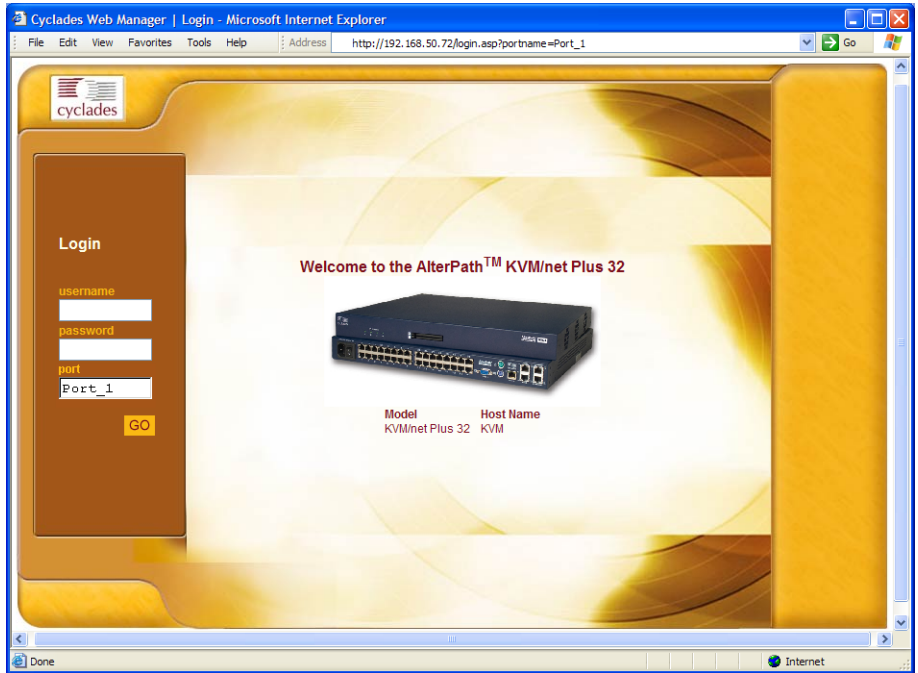 Cyclades Web Manager | Login - Microsoft Internet Explorer
File Edit View Favorites Tools Help Address http://192.168.50.72/login.asp?portname=Port_1 Go
cyclades
Login
Welcome to the AlterPath™ KVM/net Plus 32
username
password
port
Port_1
GO
Model Host Name
KVM/net Plus 32 KVM
Done Internet